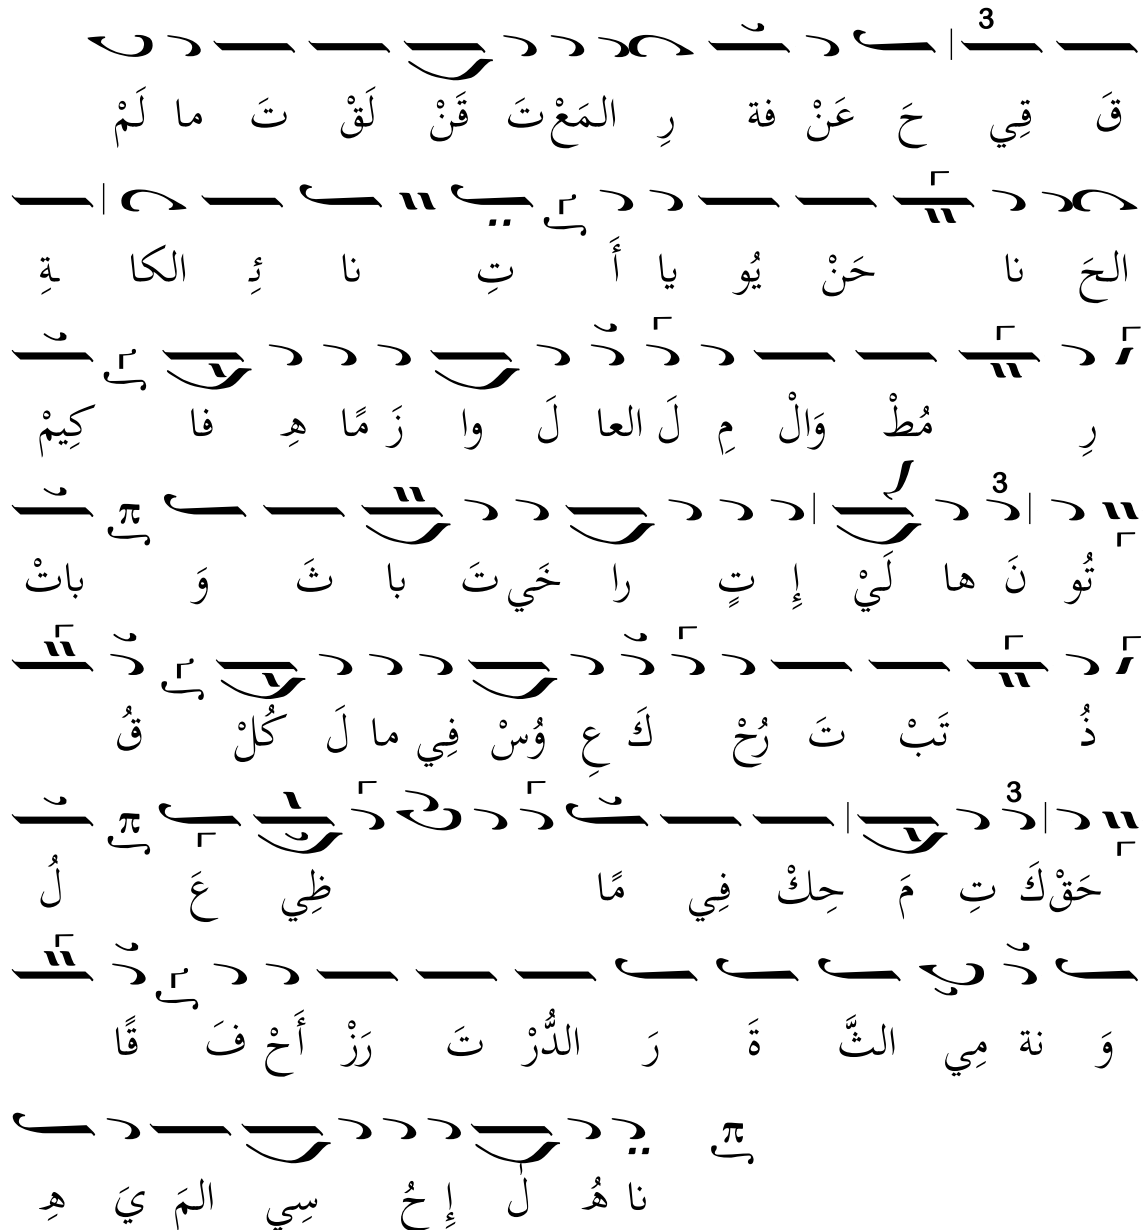 قَ قِي حَ عَنْ فة رِ المَعْ تَ قَنْ لَقْ تَ ما لَمْ
الحَ نا حَنْ يُو يا أَ تِ نا ئِـ الكا ـةِ
رِ مُطْ وَالْ مِ لَ العا لَ وا زَ مًا هِـ فا كِيمْ
تُو نَ ها لَيْ إِ تٍ را خَي تَ با ثَ وَ باتْ
ذُ تَبْ تَ رُحْ كَ عِ وُسْ فِي ما لَ كُلْ قُ
حَقْ كَ تِ مَ حِكْ فِي مًا ظِي عَ لُ
وَ نة مِي الثَّ ةَ رَ الدُّرْ تَ رَزْ أَحْ فَ قًا
نا هُ لٰ إِ حُ سِي المَ يَ هِـ